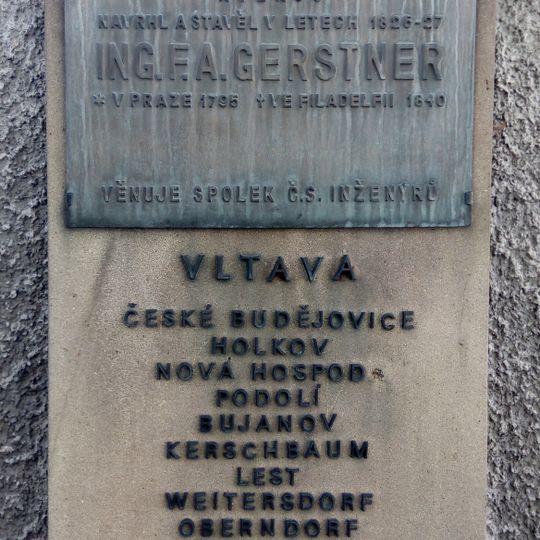 NAVRHL A STAVĚL V LETECH 1826-27
ING.F.A.GERSTNER
* V PRAZE 1795 ✝ VE FILADELFII 1840
VĚNUJE SPOLEK Č.S. INŽENÝRŮ
VLTAVA
ČESKÉ BUDĚJOVICE
HOLKOV
NOVÁ HOSPOD.
PODOLÍ
BUJANOV
KERSCHBAUM
LEST
WEITERSDORF
OBERNDORF